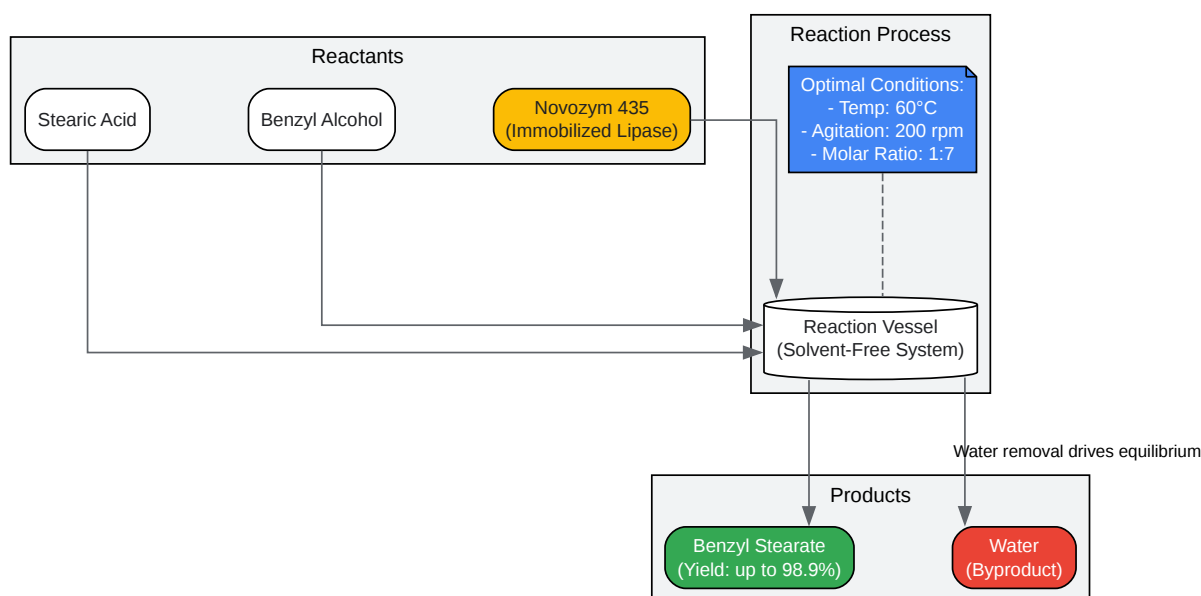 Reactants
Stearic Acid
Benzyl Alcohol
Novozym 435
(Immobilized Lipase)
Reaction Process
Optimal Conditions:
- Temp: 60°C
- Agitation: 200 rpm
- Molar Ratio: 1:7
Reaction Vessel
(Solvent-Free System)
Water removal drives equilibrium
Products
Benzyl Stearate
(Yield: up to 98.9%)
Water
(Byproduct)